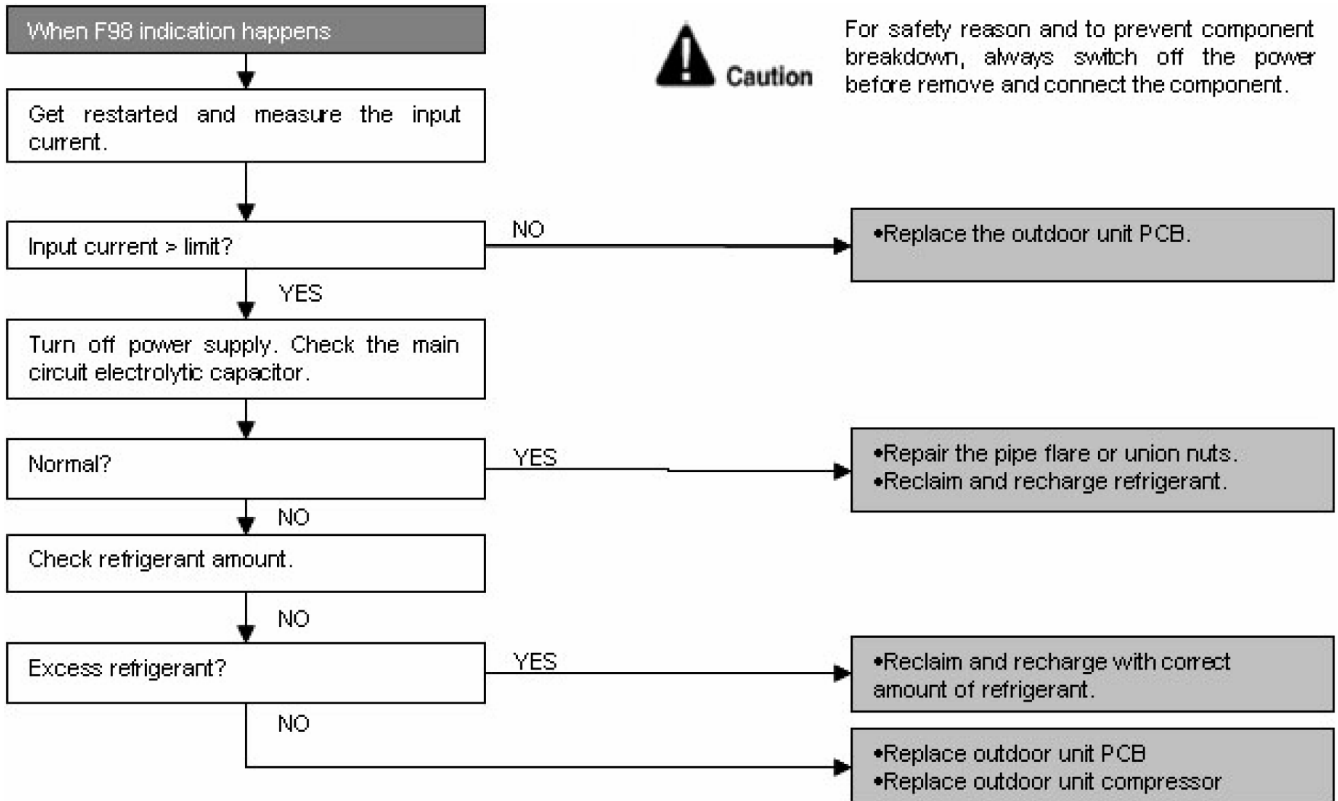 When F98 indication happens
For safety reason and to prevent component
breakdown, always switch off the power
before remove and connect the component.
Caution
Get restarted and measure the input
current.
Input current > limit?
NO
•Replace the outdoor unit PCB.
YES
Turn off power supply. Check the main
circuit electrolytic capacitor.
Normal?
YES
•Repair the pipe flare or union nuts.
•Reclaim and recharge refrigerant.
NO
Check refrigerant amount.
NO
Excess refrigerant?
YES
•Reclaim and recharge with correct
amount of refrigerant.
NO
•Replace outdoor unit PCB
•Replace outdoor unit compressor